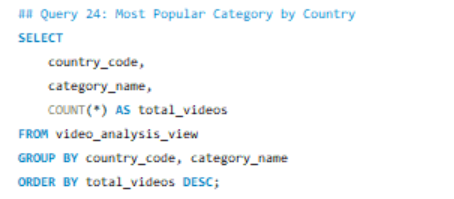 ## Query 24: Most Popular Category by Country
SELECT
    country_code,
    category_name,
    COUNT(*) AS total_videos
FROM video_analysis_view
GROUP BY country_code, category_name
ORDER BY total_videos DESC;